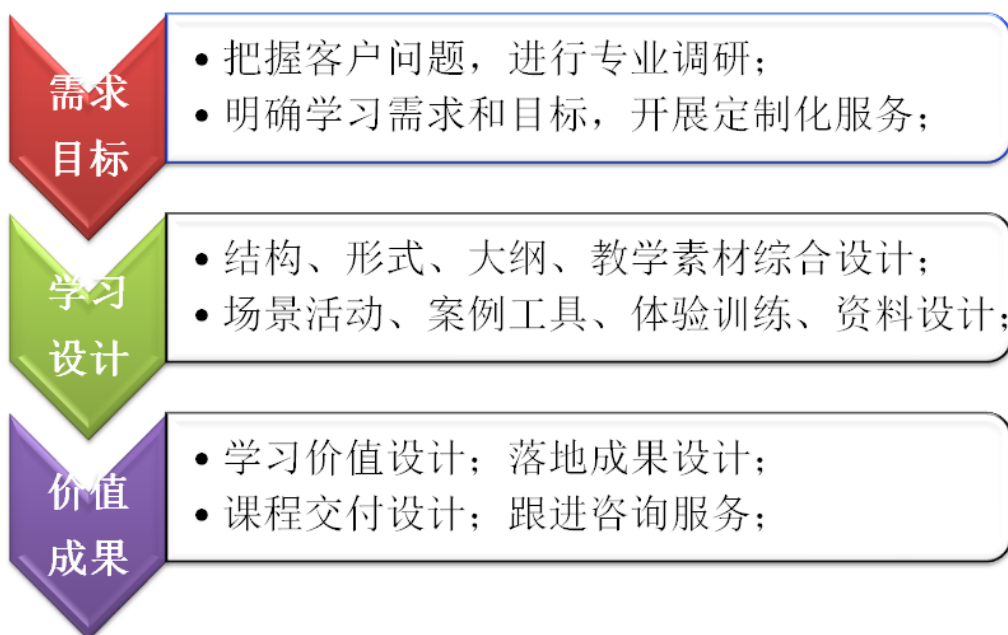 需求
目标
• 把握客户问题，进行专业调研；
• 明确学习需求和目标，开展定制化服务；
学习
设计
• 结构、形式、大纲、教学素材综合设计；
• 场景活动、案例工具、体验训练、资料设计；
价值
成果
• 学习价值设计；落地成果设计；
• 课程交付设计；跟进咨询服务；